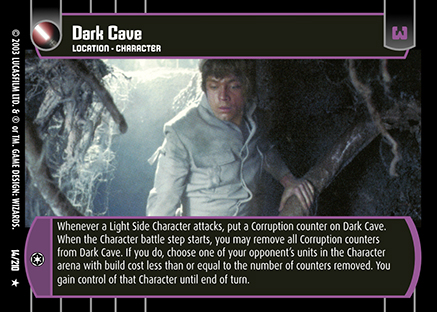 Dark Cave
LOCATION - CHARACTER
Whenever a Light Side Character attacks, put a Corruption counter on Dark Cave.
When the Character battle step starts, you may remove all Corruption counters
from Dark Cave. If you do, choose one of your opponent's units in the Character
arena with build cost less than or equal to the number of counters removed. You
gain control of that Character until end of turn.
© 2003 LUCASFILM LTD. & ® or TM. GAME DESIGN: WIZARDS.
14/210